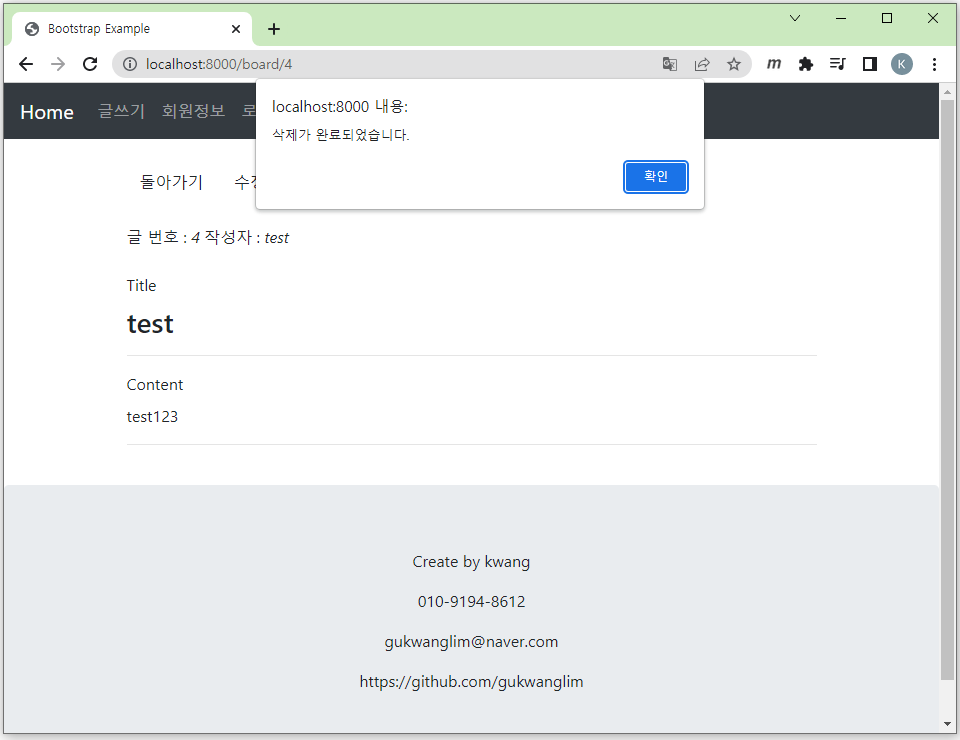 Bootstrap Example
localhost:8000/board/4
K
Home 글쓰기 회원정보
localhost:8000 내용:
삭제가 완료되었습니다.
확인
돌아가기
글 번호 : 4 작성자 : test
Title
test
Content
test123
Create by kwang
010-9194-8612
gukwanglim@naver.com
https://github.com/gukwanglim